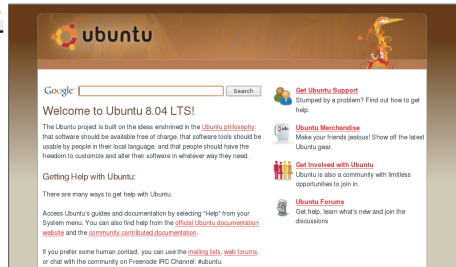 ubuntu
Google
Search
Welcome to Ubuntu 8.04 LTS!
The Ubuntu project is built on the ideas enshrined in the Ubuntu philosophy:
that software should be available free of charge, that software tools should be
usable by people in their local language, and that people should have the
freedom to customize and alter their software in whatever way they need.
Getting Help with Ubuntu:
There are many ways to get help with Ubuntu.
Access Ubuntu's guides and documentation by selecting "Help" from your
System menu. You can also find help from the official Ubuntu documentation
website and the community contributed documentation.
If you prefer some human contact, you can use the mailing lists, web forums,
or chat with the community on Freenode IRC Channel: #ubuntu.
Get Ubuntu Support
Stumped by a problem? Find out how to get
help.
Ubuntu Merchandise
Make your friends jealous! Show off the latest
Ubuntu gear.
Get Involved with Ubuntu
Ubuntu is also a community with limitless
opportunities to join in.
Ubuntu Forums
Get help, learn what's new and join the
discussions